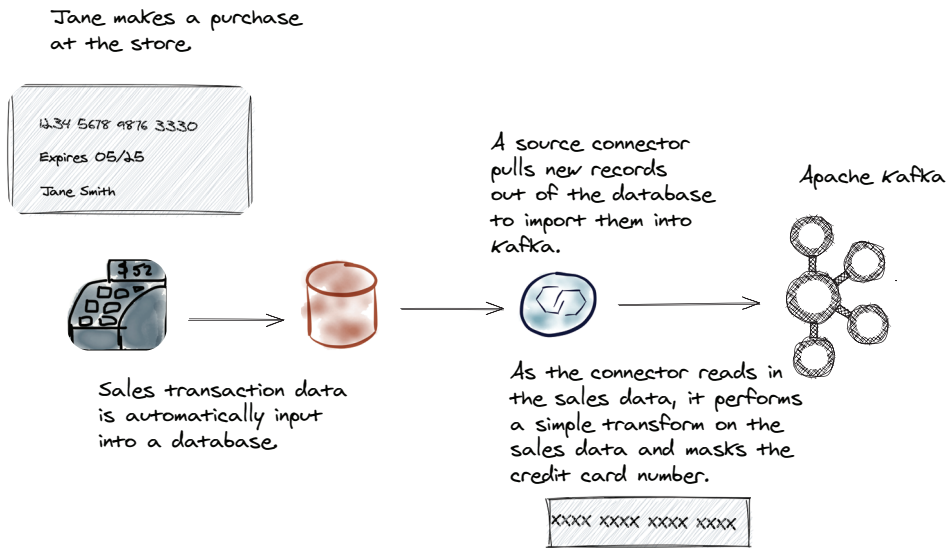 Jane makes a purchase
at the store.
1234 5678 9876 3330
Expires 05/25
Jane Smith
$52
Sales transaction data
is automatically input
into a database.
A source connector
pulls new records
out of the database
to import them into
Kafka.
As the connector reads in
the sales data, it performs
a simple transform on the
sales data and masks the
credit card number.
XXXX XXXX XXXX XXXX
Apache Kafka